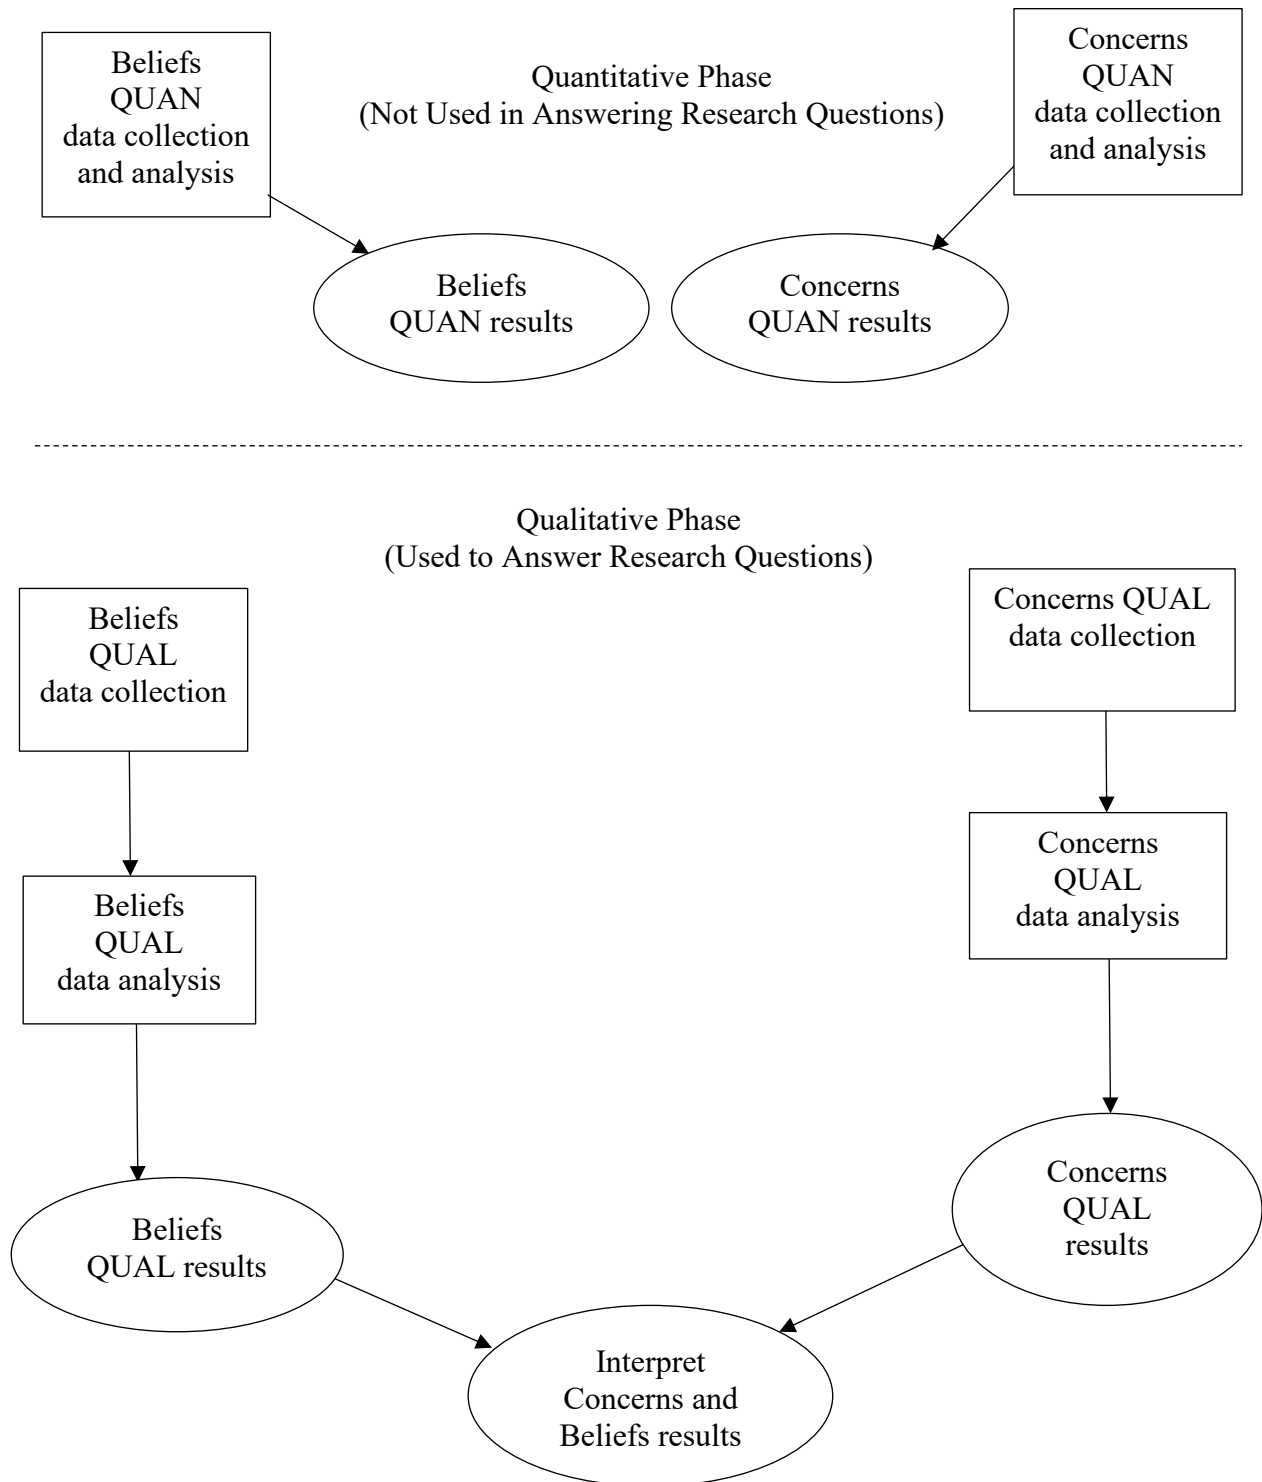 Beliefs
QUAN
data collection
and analysis
Quantitative Phase
(Not Used in Answering Research Questions)
Concerns
QUAN
data collection
and analysis
Beliefs
QUAN results
Concerns
QUAN results
Qualitative Phase
(Used to Answer Research Questions)
Beliefs
QUAL
data collection
Concerns QUAL
data collection
Beliefs
QUAL
data analysis
Concerns
QUAL
data analysis
Beliefs
QUAL results
Concerns
QUAL
results
Interpret
Concerns and
Beliefs results